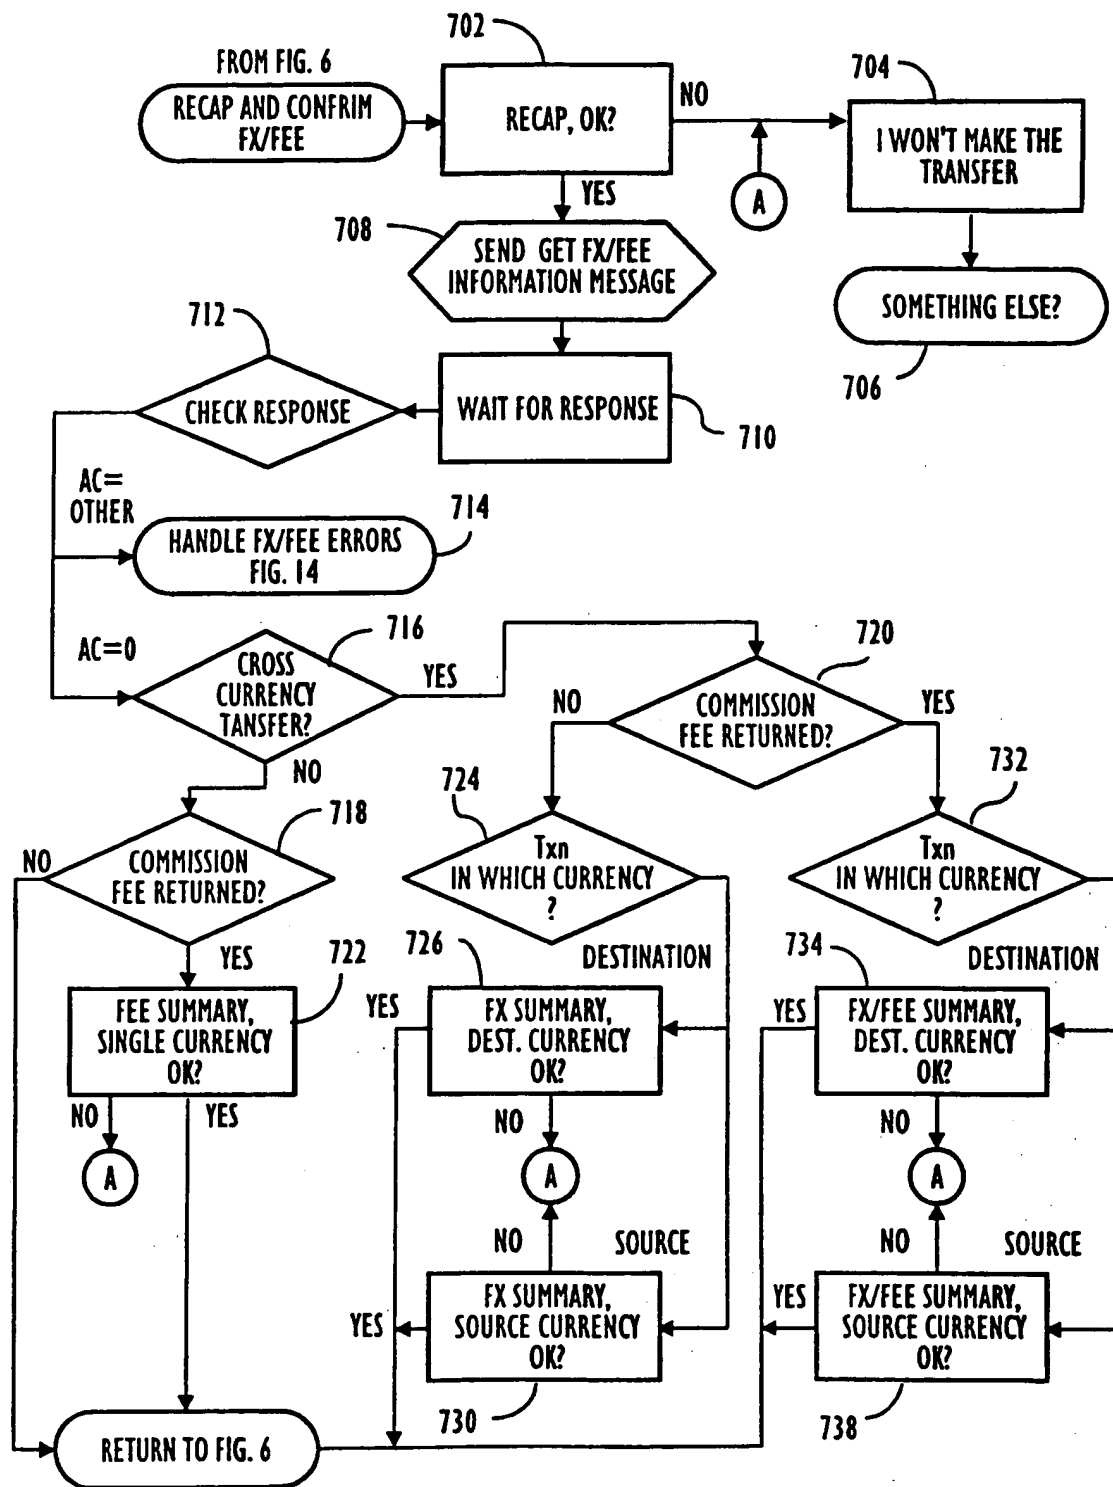 702
FROM FIG. 6
RECAP AND CONFRIM
FX/FEE
RECAP, OK?
NO
704
I WON'T MAKE THE
TRANSFER
A
YES
708
SEND GET FX/FEE
INFORMATION MESSAGE
SOMETHING ELSE?
706
712
CHECK RESPONSE
WAIT FOR RESPONSE
710
AC=
OTHER
HANDLE FX/FEE ERRORS
FIG. 14
714
AC=0
716
CROSS
CURRENCY
TANSFER?
YES
NO
720
COMMISSION
FEE RETURNED?
NO
YES
718
COMMISSION
FEE RETURNED?
NO
YES
724
Txn
IN WHICH CURRENCY
?
732
Txn
IN WHICH CURRENCY
?
722
FEE SUMMARY,
SINGLE CURRENCY
OK?
NO
YES
A
726
DESTINATION
YES
FX SUMMARY,
DEST. CURRENCY
OK?
NO
A
NO
SOURCE
YES
FX SUMMARY,
SOURCE CURRENCY
OK?
730
734
DESTINATION
YES
FX/FEE SUMMARY,
DEST. CURRENCY
OK?
NO
A
NO
SOURCE
YES
FX/FEE SUMMARY,
SOURCE CURRENCY
OK?
738
RETURN TO FIG. 6